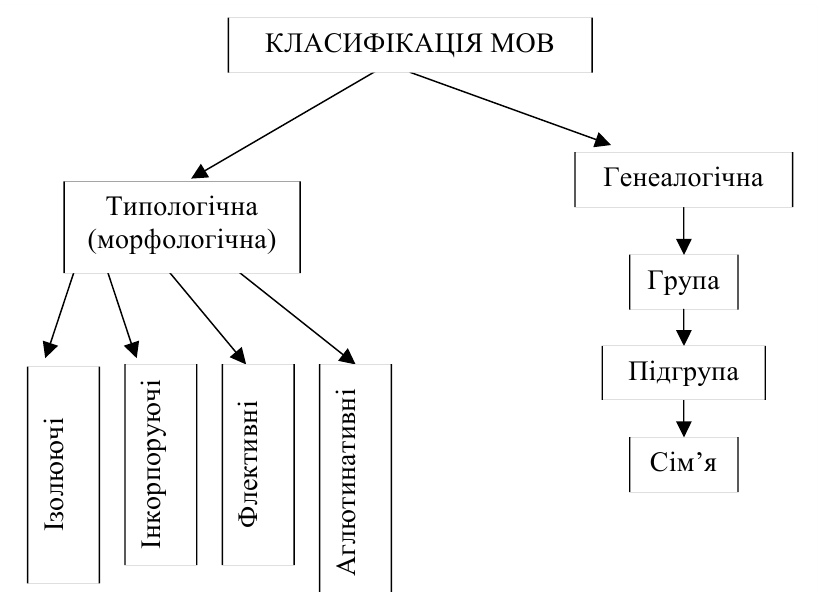 КЛАСИФІКАЦІЯ МОВ
Типологічна
(морфологічна)
Генеалогічна
Група
Підгрупа
Сім’я
Ізолюючі
Інкорпоруючі
Флективні
Аглютинативні